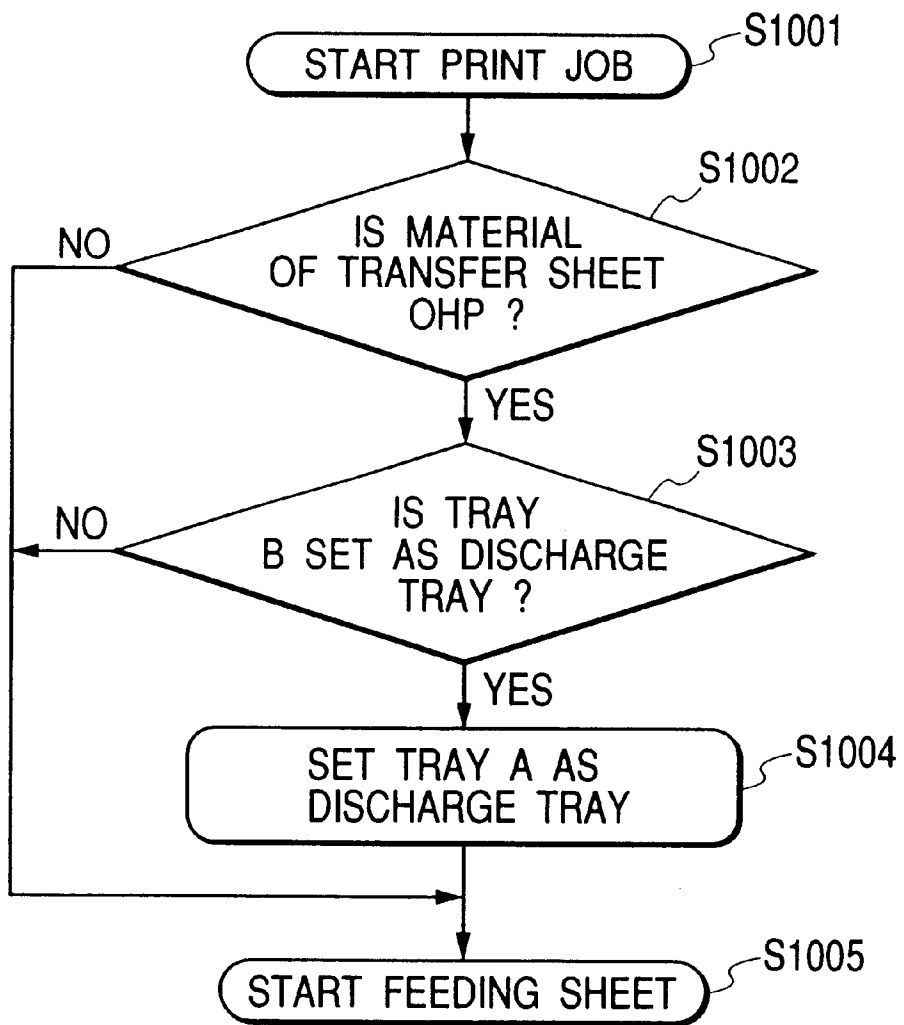 START PRINT JOB
S1001
S1002
IS MATERIAL
OF TRANSFER SHEET
OHP ?
NO
YES
S1003
IS TRAY
B SET AS DISCHARGE
TRAY ?
NO
YES
S1004
SET TRAY A AS
DISCHARGE TRAY
S1005
START FEEDING SHEET